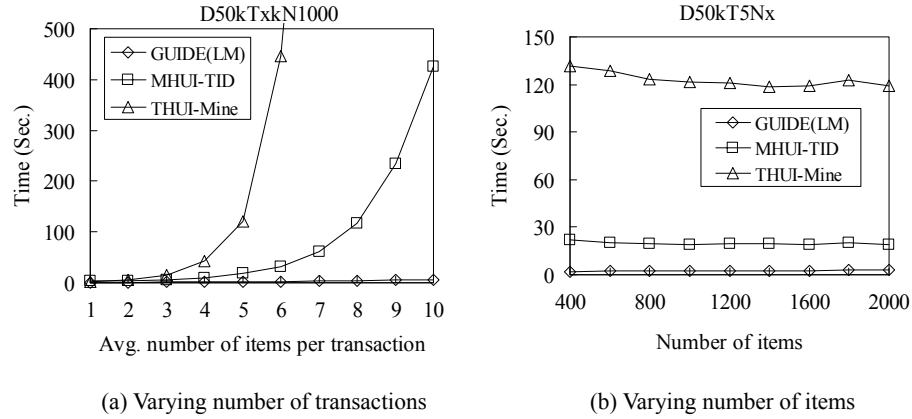 D50kTxkN1000
500
400
300
200
100
0
Time (Sec.)
GUIDE(LM)
MHUI-TID
THUI-Mine
1 2 3 4 5 6 7 8 9 10
Avg. number of items per transaction
(a) Varying number of transactions
D50kT5Nx
150
120
90
60
30
0
Time (Sec.)
GUIDE(LM)
MHUI-TID
THUI-Mine
400 800 1200 1600 2000
Number of items
(b) Varying number of items